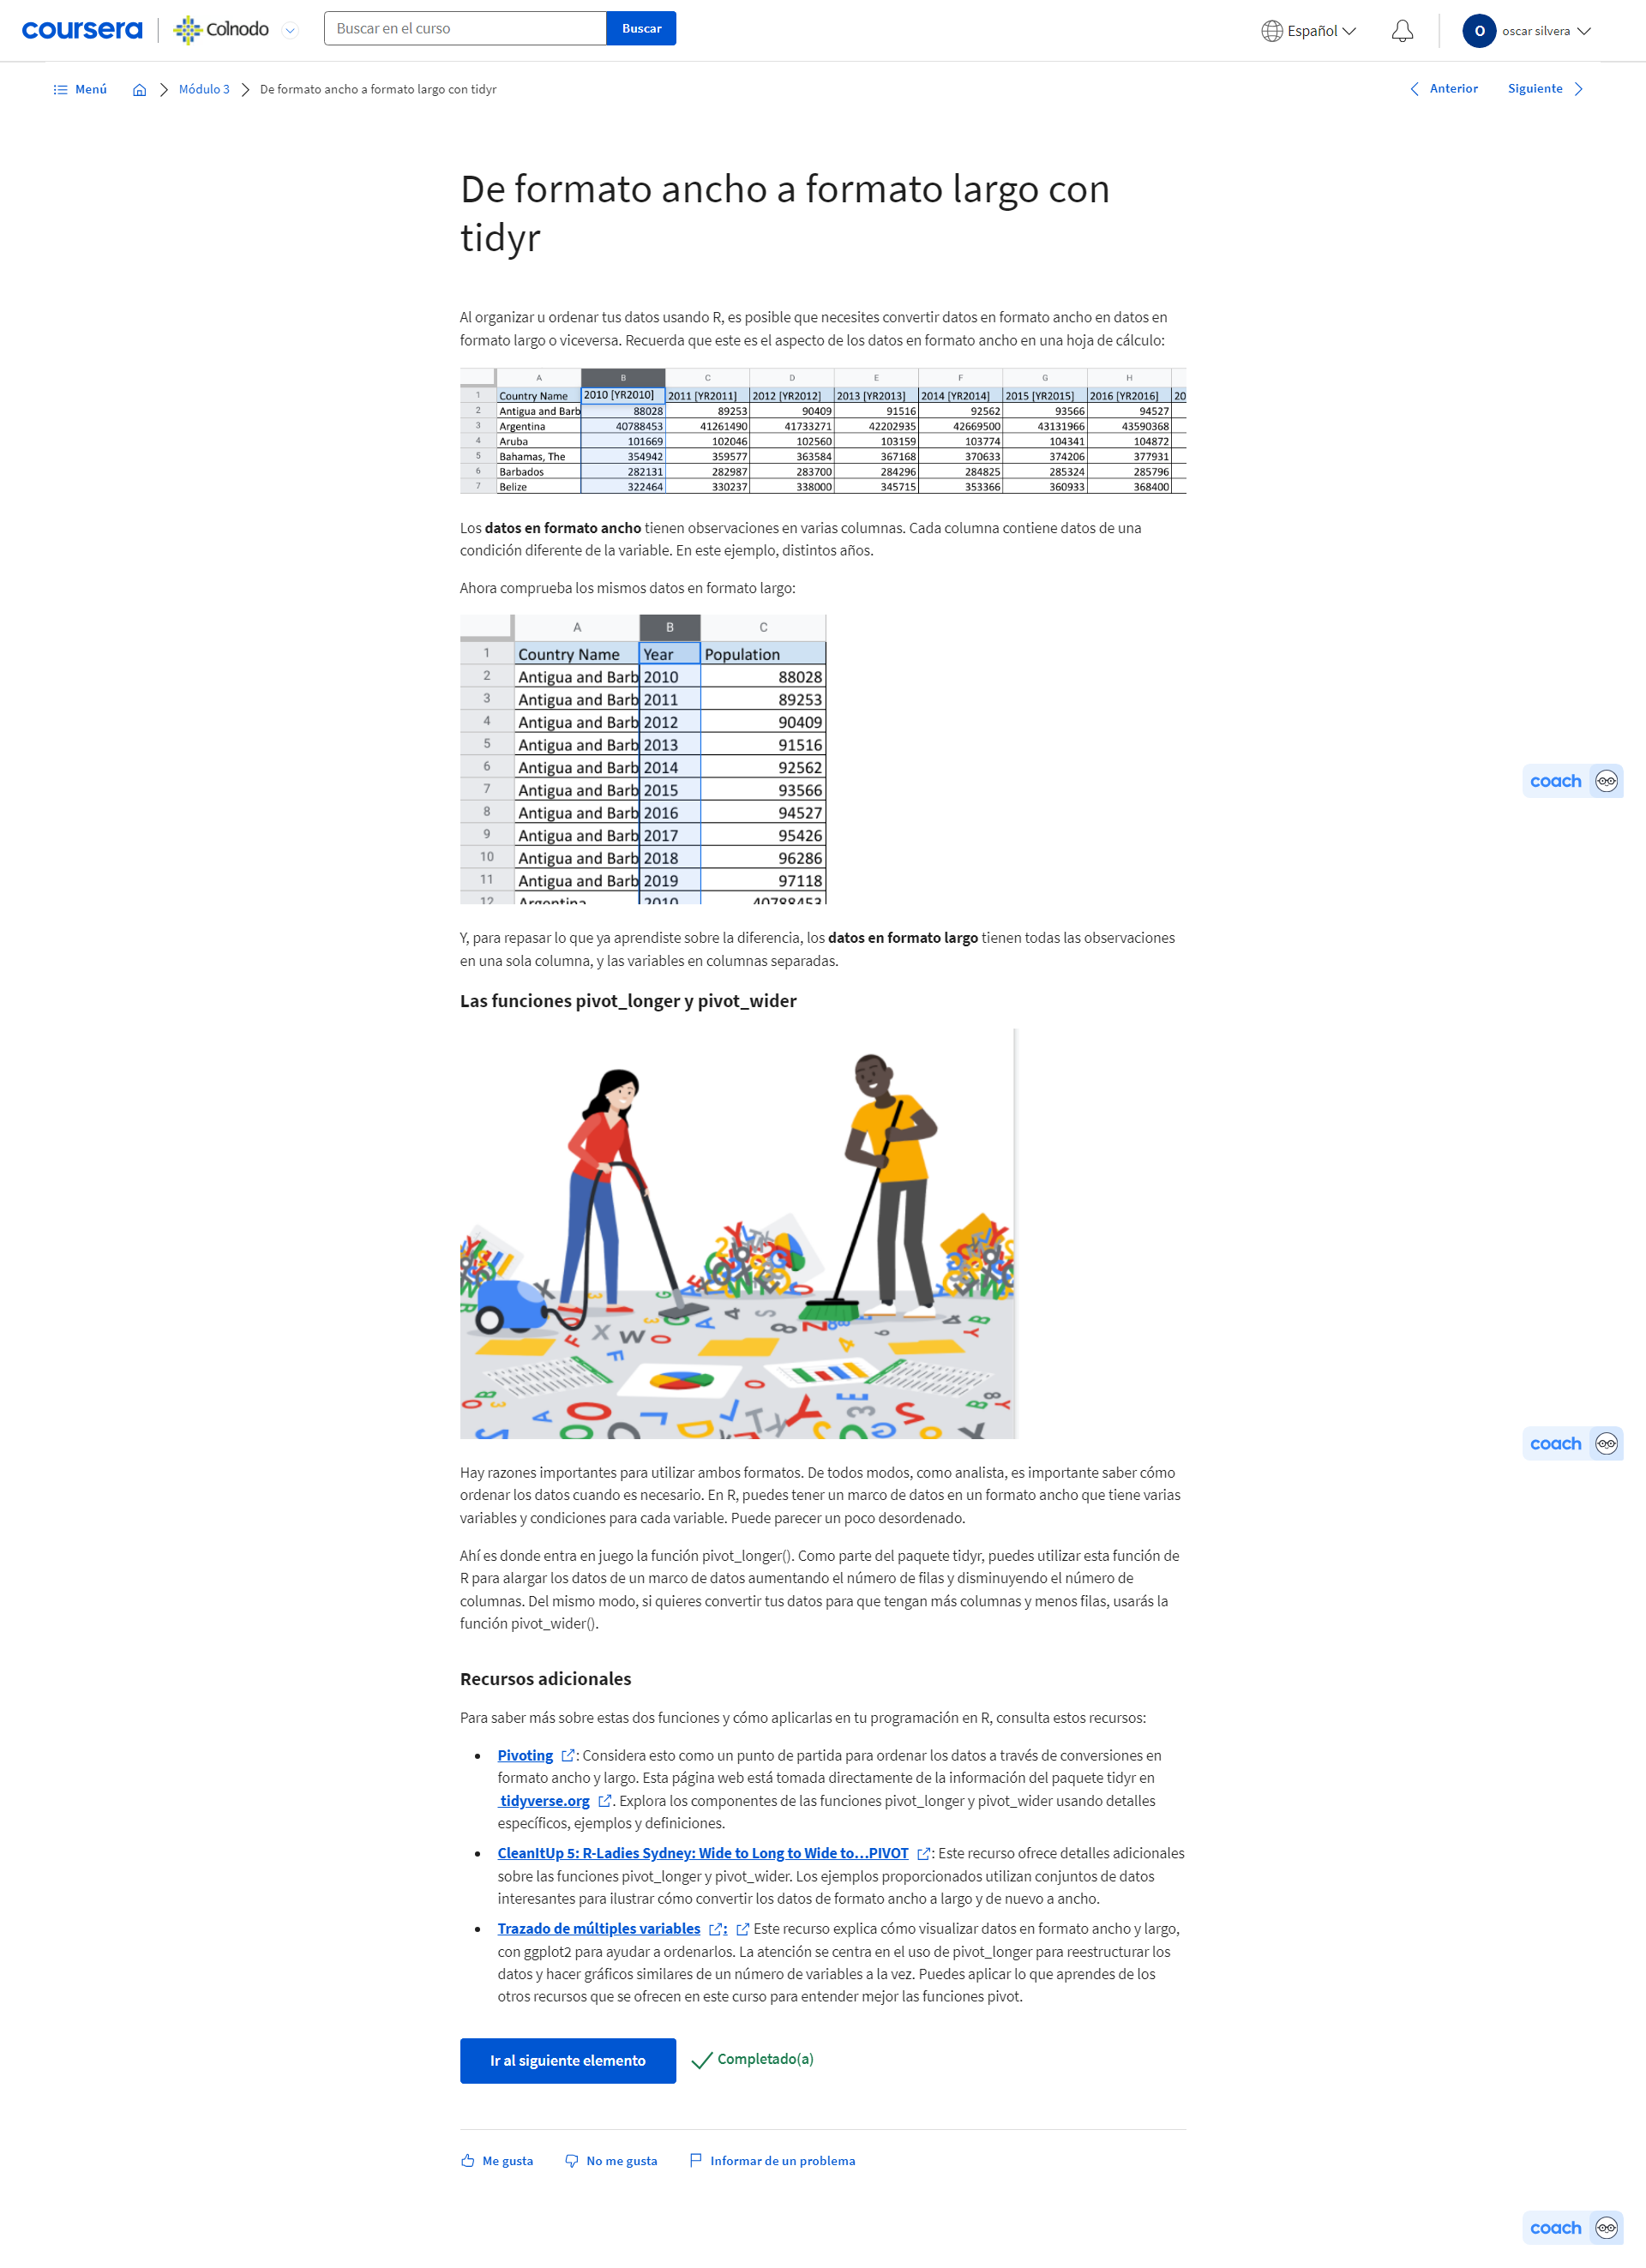 coursera
Colnodo
Buscar en el curso
Buscar
Español
O
oscar silvera
Menú
Módulo 3
De formato ancho a formato largo con tidyr
Anterior
Siguiente
De formato ancho a formato largo con
tidyr
Al organizar u ordenar tus datos usando R, es posible que necesites convertir datos en formato ancho en datos en
formato largo o viceversa. Recuerda que este es el aspecto de los datos en formato ancho en una hoja de cálculo:
A B C D E F G H
1 Country Name 2010 [YR2010] 2011 [YR2011] 2012 [YR2012] 2013 [YR2013] 2014 [YR2014] 2015 [YR2015] 2016 [YR2016] 20
2 Antigua and Barb 88028 89253 90409 91516 92562 93566 94527
3 Argentina 40788453 41261490 41733271 42202935 42669500 43131966 43590368
4 Aruba 101669 102046 102560 103159 103774 104341 104872
5 Bahamas, The 354942 359577 363584 367168 370633 374206 377931
6 Barbados 282131 282987 283700 284296 284825 285324 285796
7 Belize 322464 330237 338000 345715 353366 360933 368400
Los datos en formato ancho tienen observaciones en varias columnas. Cada columna contiene datos de una
condición diferente de la variable. En este ejemplo, distintos años.
Ahora comprueba los mismos datos en formato largo:
A B C
1 Country Name Year Population
2 Antigua and Barb 2010 88028
3 Antigua and Barb 2011 89253
4 Antigua and Barb 2012 90409
5 Antigua and Barb 2013 91516
6 Antigua and Barb 2014 92562
7 Antigua and Barb 2015 93566
8 Antigua and Barb 2016 94527
9 Antigua and Barb 2017 95426
10 Antigua and Barb 2018 96286
11 Antigua and Barb 2019 97118
12 Argentina 2010 40788453
coach
Y, para repasar lo que ya aprendiste sobre la diferencia, los datos en formato largo tienen todas las observaciones
en una sola columna, y las variables en columnas separadas.
Las funciones pivot_longer y pivot_wider
coach
Hay razones importantes para utilizar ambos formatos. De todos modos, como analista, es importante saber cómo
ordenar los datos cuando es necesario. En R, puedes tener un marco de datos en un formato ancho que tiene varias
variables y condiciones para cada variable. Puede parecer un poco desordenado.
Ahí es donde entra en juego la función pivot_longer(). Como parte del paquete tidyr, puedes utilizar esta función de
R para alargar los datos de un marco de datos aumentando el número de filas y disminuyendo el número de
columnas. Del mismo modo, si quieres convertir tus datos para que tengan más columnas y menos filas, usarás la
función pivot_wider().
Recursos adicionales
Para saber más sobre estas dos funciones y cómo aplicarlas en tu programación en R, consulta estos recursos:
Pivoting : Considera esto como un punto de partida para ordenar los datos a través de conversiones en
formato ancho y largo. Esta página web está tomada directamente de la información del paquete tidyr en
tidyverse.org . Explora los componentes de las funciones pivot_longer y pivot_wider usando detalles
específicos, ejemplos y definiciones.
CleanItUp 5: R-Ladies Sydney: Wide to Long to Wide to…PIVOT : Este recurso ofrece detalles adicionales
sobre las funciones pivot_longer y pivot_wider. Los ejemplos proporcionados utilizan conjuntos de datos
interesantes para ilustrar cómo convertir los datos de formato ancho a largo y de nuevo a ancho.
Trazado de múltiples variables : Este recurso explica cómo visualizar datos en formato ancho y largo,
con ggplot2 para ayudar a ordenarlos. La atención se centra en el uso de pivot_longer para reestructurar los
datos y hacer gráficos similares de un número de variables a la vez. Puedes aplicar lo que aprendes de los
otros recursos que se ofrecen en este curso para entender mejor las funciones pivot.
Ir al siguiente elemento
Completado(a)
Me gusta
No me gusta
Informar de un problema
coach